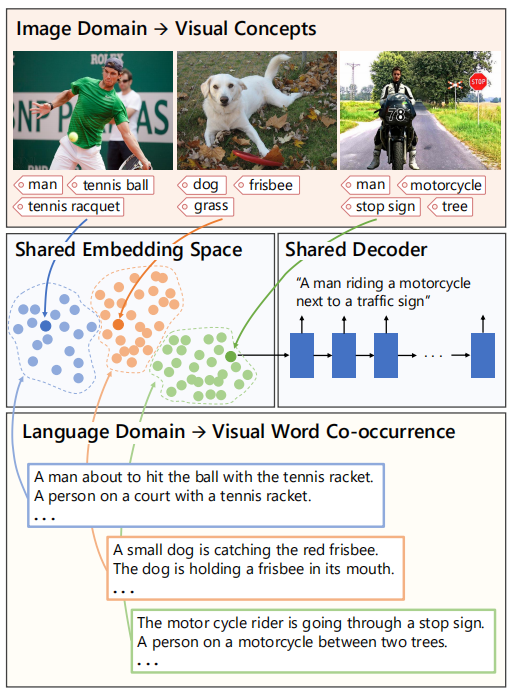 Image Domain → Visual Concepts
ROLEX
BNP PARIBAS
78
STOP
man
tennis ball
tennis racquet
dog
frisbee
grass
man
motorcycle
stop sign
tree
Shared Embedding Space
Shared Decoder
“A man riding a motorcycle
next to a traffic sign”
. . .
Language Domain → Visual Word Co-occurrence
A man about to hit the ball with the tennis racket.
A person on a court with a tennis racket.
. . .
A small dog is catching the red frisbee.
The dog is holding a frisbee in its mouth.
. . .
The motor cycle rider is going through a stop sign.
A person on a motorcycle between two trees.
. . .